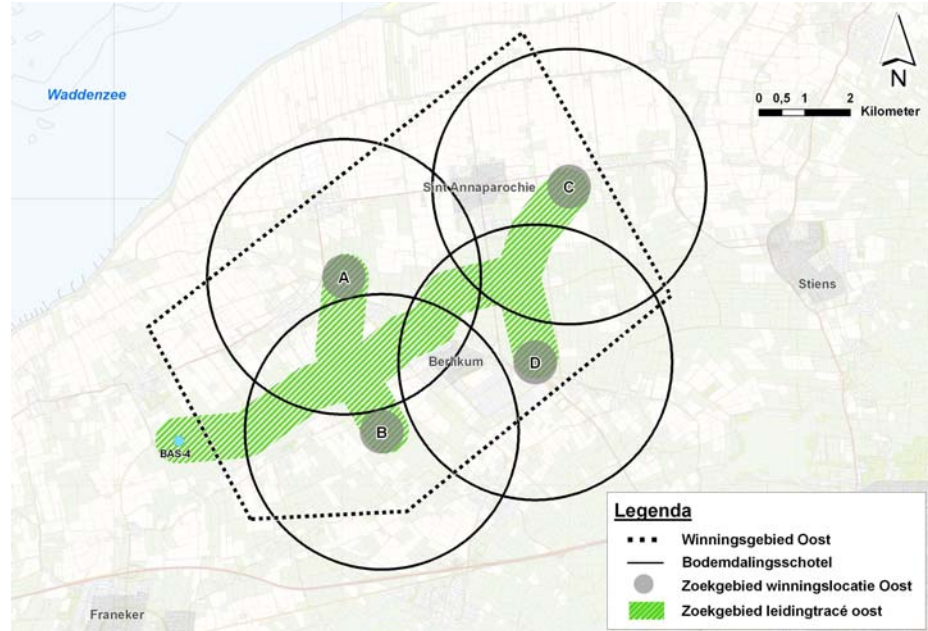 Waddenzee
N
0 0,5 1 2
Kilometer
Sint Annaparochie
C
A
Stiens
Berlikum
D
B
BAS-4
Franeker
Legenda
Winningsgebied Oost
Bodemdalingsschotel
Zoekgebied winningslocatie Oost
Zoekgebied leidingtracé oost